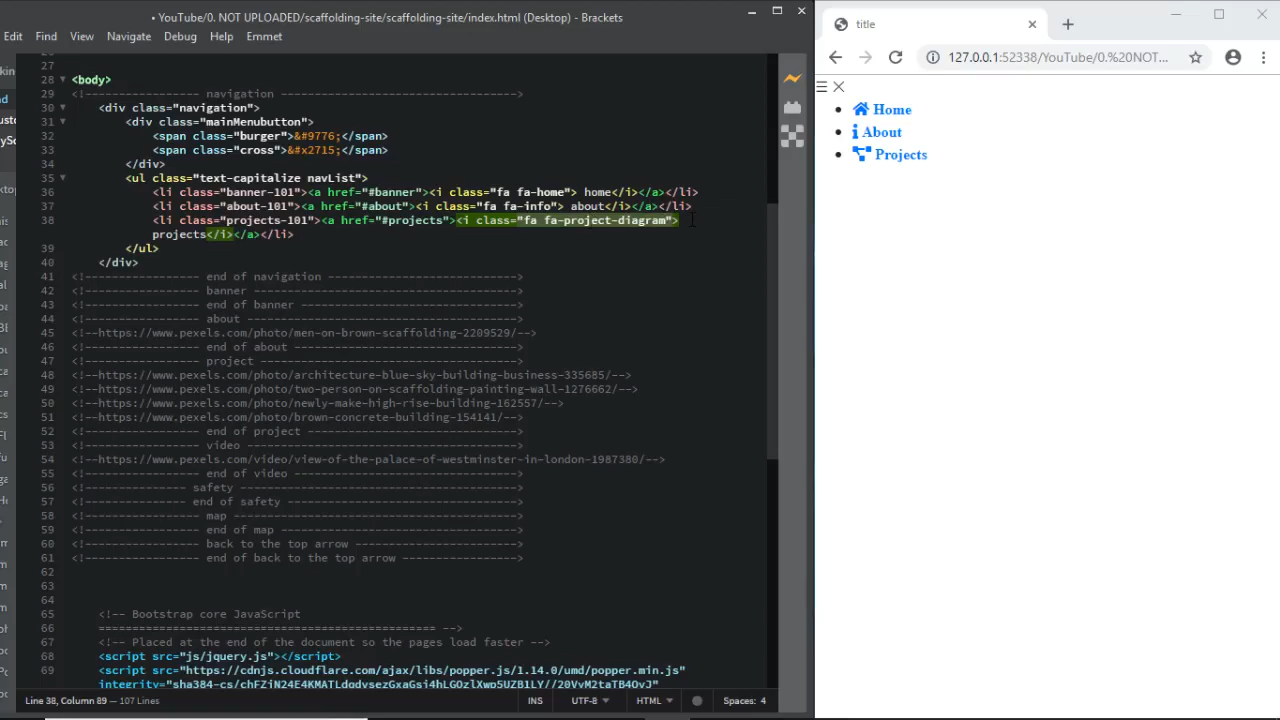 • YouTube/0. NOT UPLOADED/scaffolding-site/scaffolding-site/index.html (Desktop) - Brackets
Edit Find View Navigate Debug Help Emmet
27
28 <body>
29 <!--------------- navigation -------------------------->
30 <div class="navigation">
31 <div class="mainMenubutton">
32 <span class="burger">&#9776;</span>
33 <span class="cross">&#x2715;</span>
34 </div>
35 <ul class="text-capitalize navList">
36 <li class="banner-101"><a href="#banner"><i class="fa fa-home"> home</i></a></li>
37 <li class="about-101"><a href="#about"><i class="fa fa-info"> about</i></a></li>
38 <li class="projects-101"><a href="#projects"><i class="fa fa-project-diagram">
projects</i></a></li>
39 </ul>
40 </div>
41 <!--------------- end of navigation -------------------------->
42 <!--------------- banner -------------------------->
43 <!--------------- end of banner -------------------------->
44 <!--------------- about -------------------------->
45 <!--https://www.pexels.com/photo/men-on-brown-scaffolding-2209529/-->
46 <!--------------- end of about -------------------------->
47 <!--------------- project -------------------------->
48 <!--https://www.pexels.com/photo/architecture-blue-sky-building-business-335685/-->
49 <!--https://www.pexels.com/photo/two-person-on-scaffolding-painting-wall-1276662/-->
50 <!--https://www.pexels.com/photo/newly-make-high-rise-building-162557/-->
51 <!--https://www.pexels.com/photo/brown-concrete-building-154141/-->
52 <!--------------- end of project -------------------------->
53 <!--------------- video -------------------------->
54 <!--https://www.pexels.com/video/view-of-the-palace-of-westminster-in-london-1987380/-->
55 <!--------------- end of video -------------------------->
56 <!------------- safety -------------------------->
57 <!------------- end of safety -------------------------->
58 <!--------------- map -------------------------->
59 <!--------------- end of map -------------------------->
60 <!--------------- back to the top arrow -------------------------->
61 <!--------------- end of back to the top arrow -------------------------->
62
63
64
65 <!-- Bootstrap core JavaScript
66 ================================================== -->
67 <!-- Placed at the end of the document so the pages load faster -->
68 <script src="js/jquery.js"></script>
69 <script src="https://cdnjs.cloudflare.com/ajax/libs/popper.js/1.14.0/umd/popper.min.js"
Line 38, Column 89 — 107 Lines
INS UTF-8 HTML Spaces: 4
title
127.0.0.1:52338/YouTube/0.%20NOT...
☰ ✕
• Home
• About
• Projects